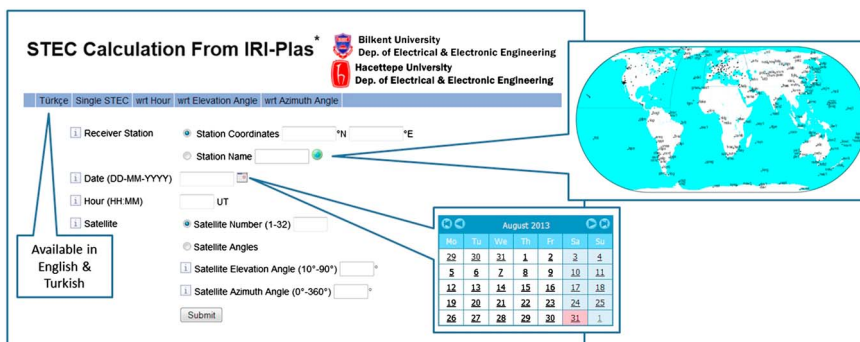 STEC Calculation From IRI-Plas*
Bilkent University
Dep. of Electrical & Electronic Engineering
Hacettepe University
Dep. of Electrical & Electronic Engineering
Türkçe Single STEC wrt Hour wrt Elevation Angle wrt Azimuth Angle
Receiver Station
Station Coordinates °N °E
Station Name
Date (DD-MM-YYYY)
Hour (HH:MM) UT
Satellite
Satellite Number (1-32)
Satellite Angles
Satellite Elevation Angle (10°-90°) °
Satellite Azimuth Angle (0°-360°) °
Submit
Available in
English &
Turkish
August 2013
Mo Tu We Th Fr Sa Su
29 30 31 1 2 3 4
5 6 7 8 9 10 11
12 13 14 15 16 17 18
19 20 21 22 23 24 25
26 27 28 29 30 31 1